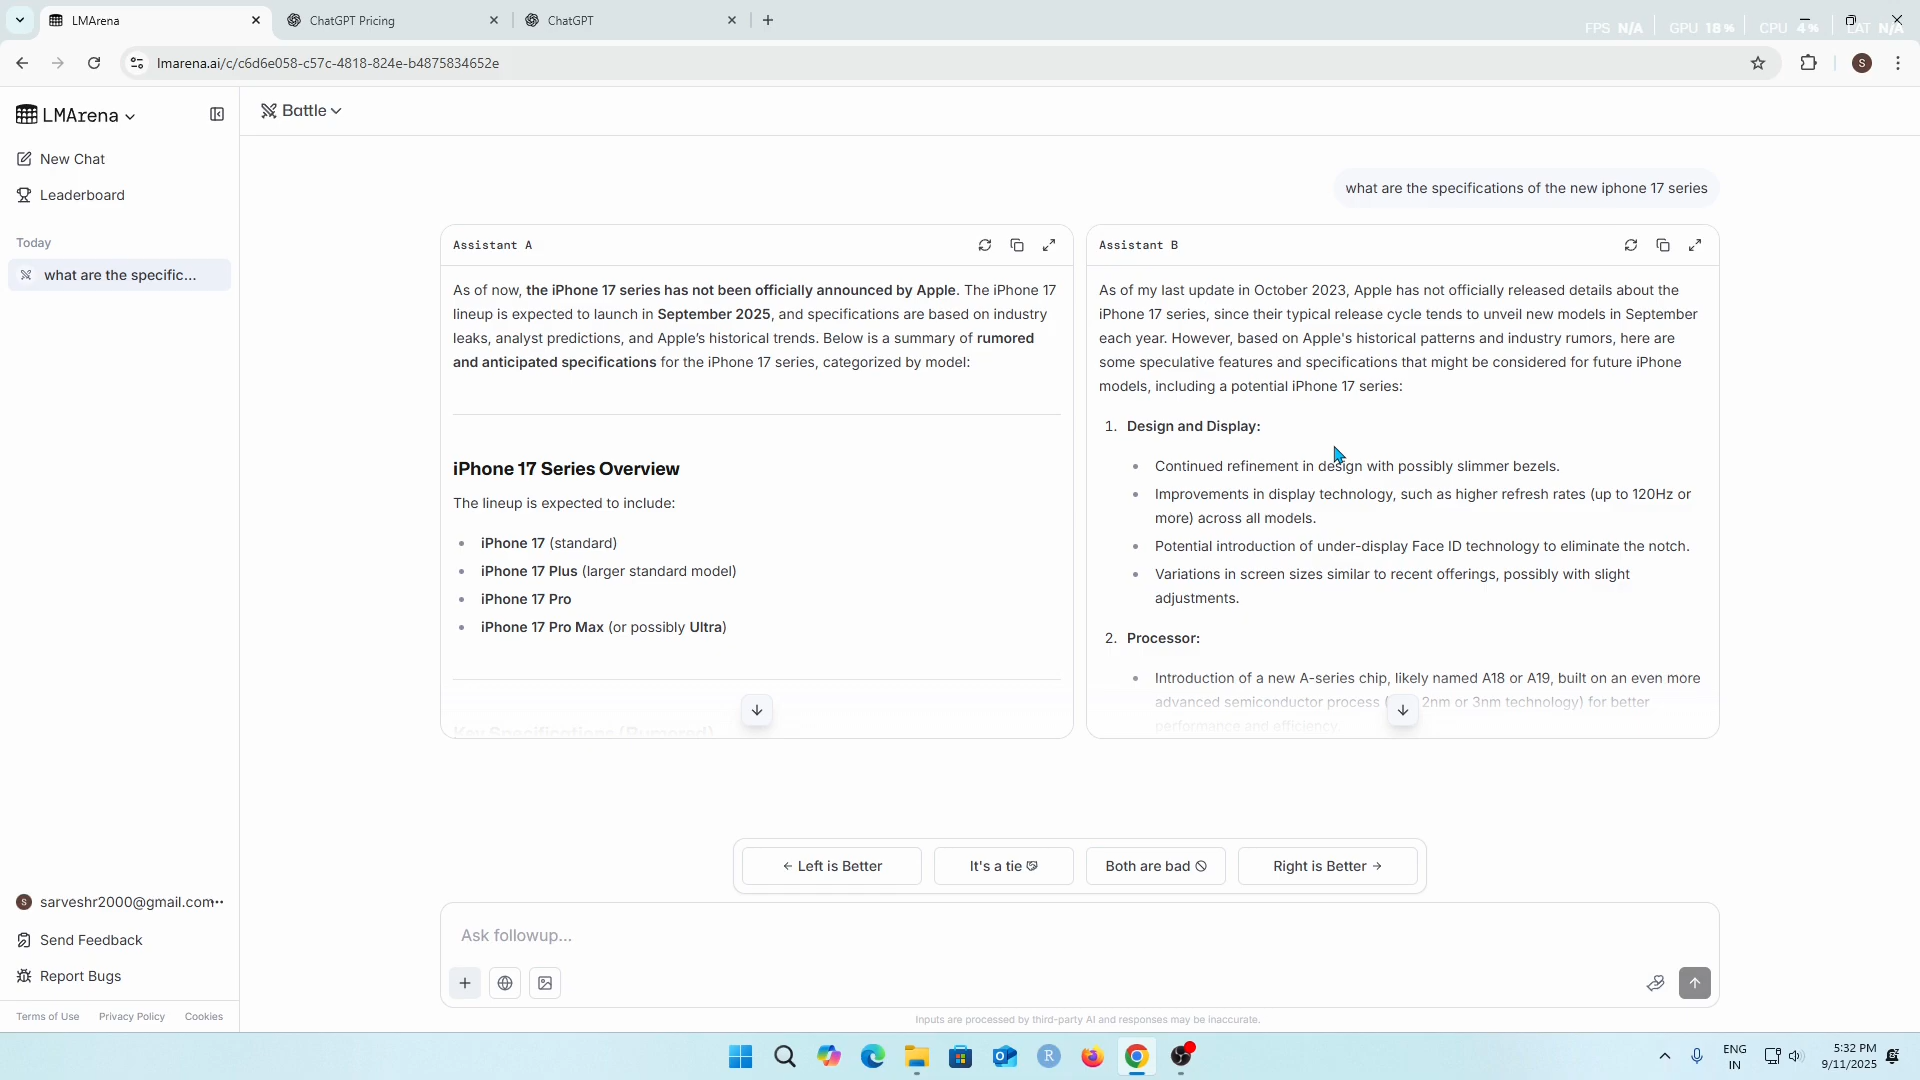 LMArena
ChatGPT Pricing
ChatGPT
FPS N/A GPU 18% CPU 4% LAT N/A
lmarena.ai/c/c6d6e058-c57c-4818-824e-b4875834652e
S
LMArena
Battle
New Chat
Leaderboard
Today
what are the specific...
what are the specifications of the new iphone 17 series
Assistant A
As of now, the iPhone 17 series has not been officially announced by Apple. The iPhone 17
lineup is expected to launch in September 2025, and specifications are based on industry
leaks, analyst predictions, and Apple's historical trends. Below is a summary of rumored
and anticipated specifications for the iPhone 17 series, categorized by model:
iPhone 17 Series Overview
The lineup is expected to include:
• iPhone 17 (standard)
• iPhone 17 Plus (larger standard model)
• iPhone 17 Pro
• iPhone 17 Pro Max (or possibly Ultra)
Key Specifications (Rumored)
Assistant B
As of my last update in October 2023, Apple has not officially released details about the
iPhone 17 series, since their typical release cycle tends to unveil new models in September
each year. However, based on Apple's historical patterns and industry rumors, here are
some speculative features and specifications that might be considered for future iPhone
models, including a potential iPhone 17 series:
1. Design and Display:
• Continued refinement in design with possibly slimmer bezels.
• Improvements in display technology, such as higher refresh rates (up to 120Hz or
more) across all models.
• Potential introduction of under-display Face ID technology to eliminate the notch.
• Variations in screen sizes similar to recent offerings, possibly with slight
adjustments.
2. Processor:
• Introduction of a new A-series chip, likely named A18 or A19, built on an even more
advanced semiconductor process ( 2nm or 3nm technology) for better
performance and efficiency
← Left is Better
It's a tie
Both are bad
Right is Better →
Ask followup...
Inputs are processed by third-party AI and responses may be inaccurate.
S sarveshr2000@gmail.com
Send Feedback
Report Bugs
Terms of Use Privacy Policy Cookies
R
ENG
IN
5:32 PM
9/11/2025